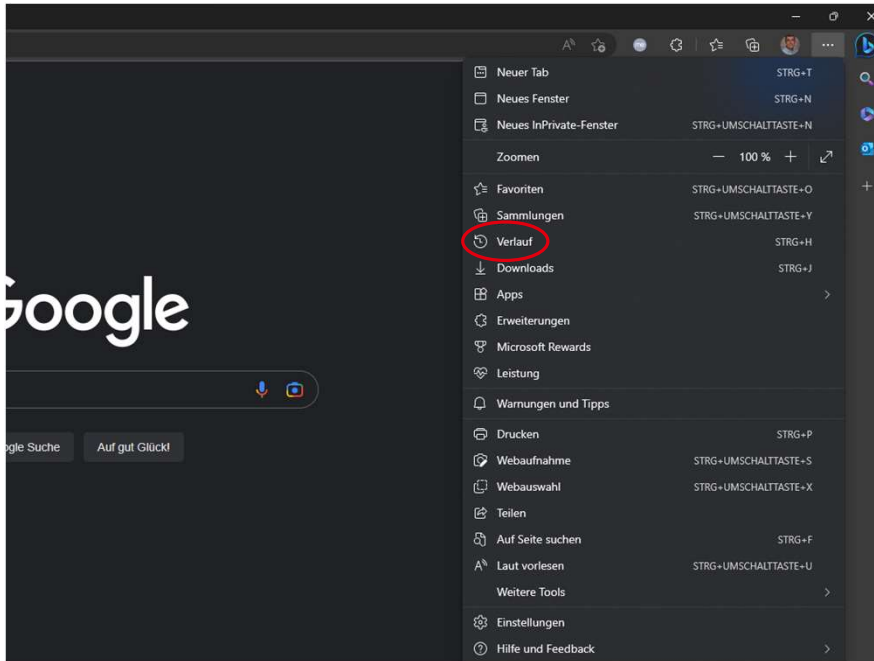 Neuer Tab STRG+T
Neues Fenster STRG+N
Neues InPrivate-Fenster STRG+UMSCHALTTASTE+N
Zoomen — 100 % +
Favoriten STRG+UMSCHALTTASTE+O
Sammlungen STRG+UMSCHALTTASTE+Y
Verlauf STRG+H
Downloads STRG+J
Apps
Erweiterungen
Microsoft Rewards
Leistung
Warnungen und Tipps
Drucken STRG+P
Webaufnahme STRG+UMSCHALTTASTE+S
Webauswahl STRG+UMSCHALTTASTE+X
Teilen
Auf Seite suchen STRG+F
Laut vorlesen STRG+UMSCHALTTASTE+U
Weitere Tools
Einstellungen
Hilfe und Feedback
Google
ogle Suche
Auf gut Glück!